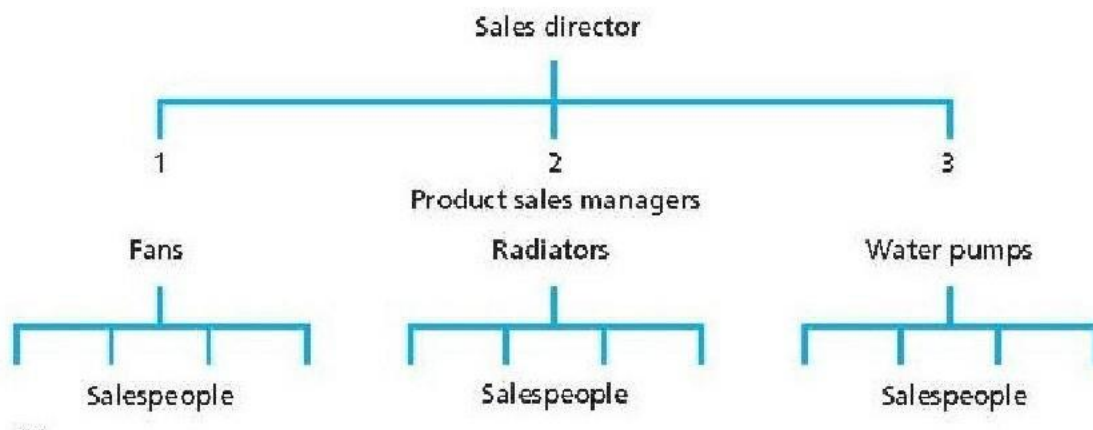 Sales director
1 2 3
Product sales managers
Fans Radiators Water pumps
Salespeople Salespeople Salespeople